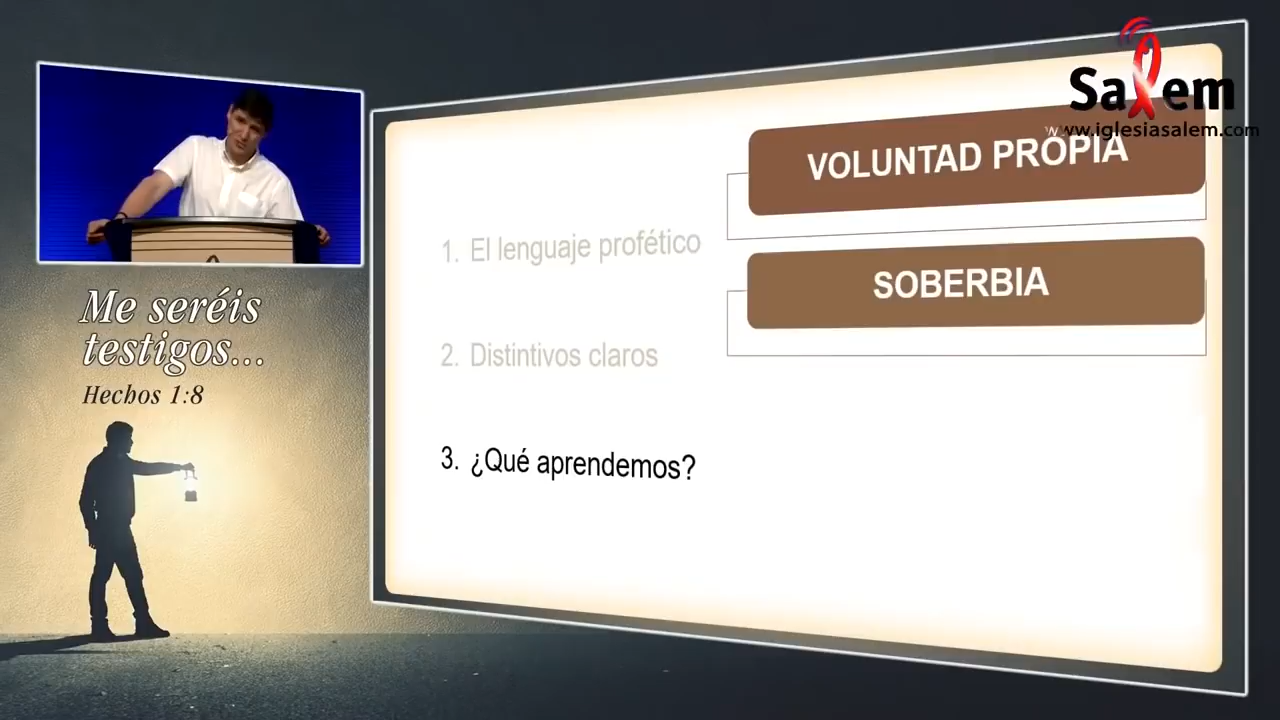 Salem
www.iglesiasalem.com
VOLUNTAD PROPIA
SOBERBIA
1. El lenguaje profético
2. Distintivos claros
3. ¿Qué aprendemos?
Me seréis
testigos...
Hechos 1:8